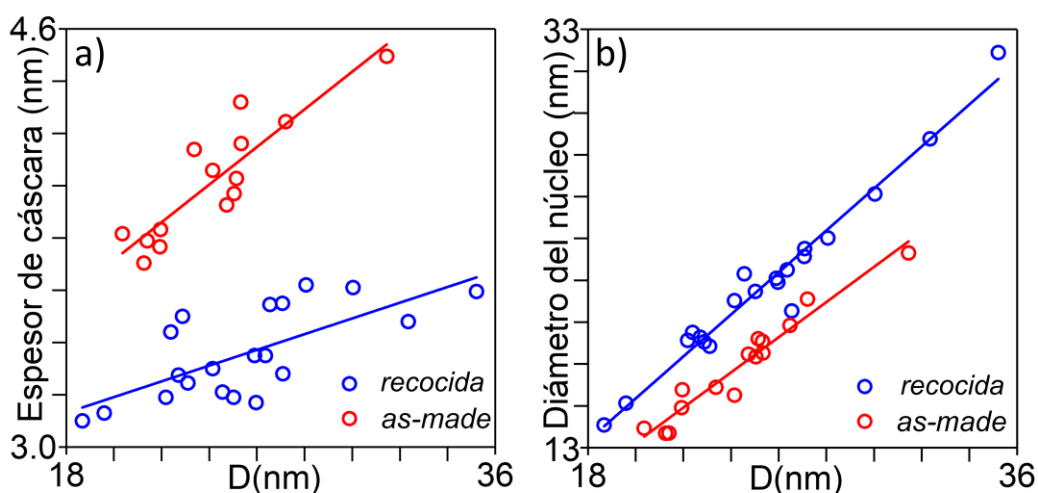 a)
Espesor de cáscara (nm)
4.6
3.0
recocida
as-made
18
D(nm)
36
b)
Diámetro del núcleo (nm)
33
13
recocida
as-made
18
D(nm)
36